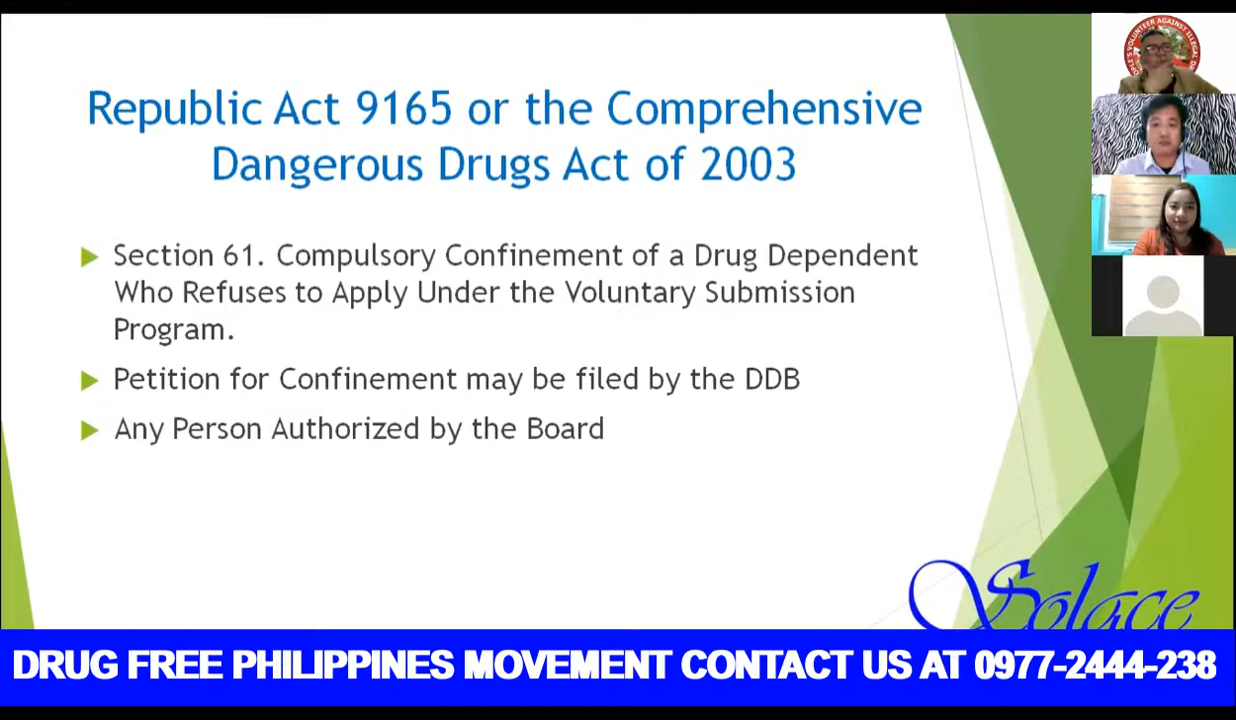 Republic Act 9165 or the Comprehensive
Dangerous Drugs Act of 2003
Section 61. Compulsory Confinement of a Drug Dependent
Who Refuses to Apply Under the Voluntary Submission
Program.
Petition for Confinement may be filed by the DDB
Any Person Authorized by the Board
Solace
DRUG FREE PHILIPPINES MOVEMENT CONTACT US AT 0977-2444-238